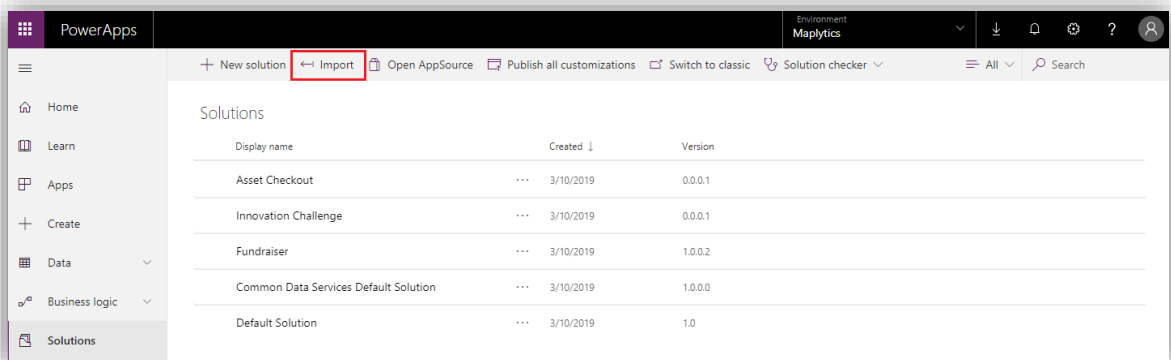 PowerApps
Environment
Maplytics
?
New solution Import Open AppSource Publish all customizations Switch to classic Solution checker All Search
Home
Learn
Apps
Create
Data
Business logic
Solutions
Solutions
Display name Created ↓ Version
Asset Checkout ... 3/10/2019 0.0.0.1
Innovation Challenge ... 3/10/2019 0.0.0.1
Fundraiser ... 3/10/2019 1.0.0.2
Common Data Services Default Solution ... 3/10/2019 1.0.0.0
Default Solution ... 3/10/2019 1.0